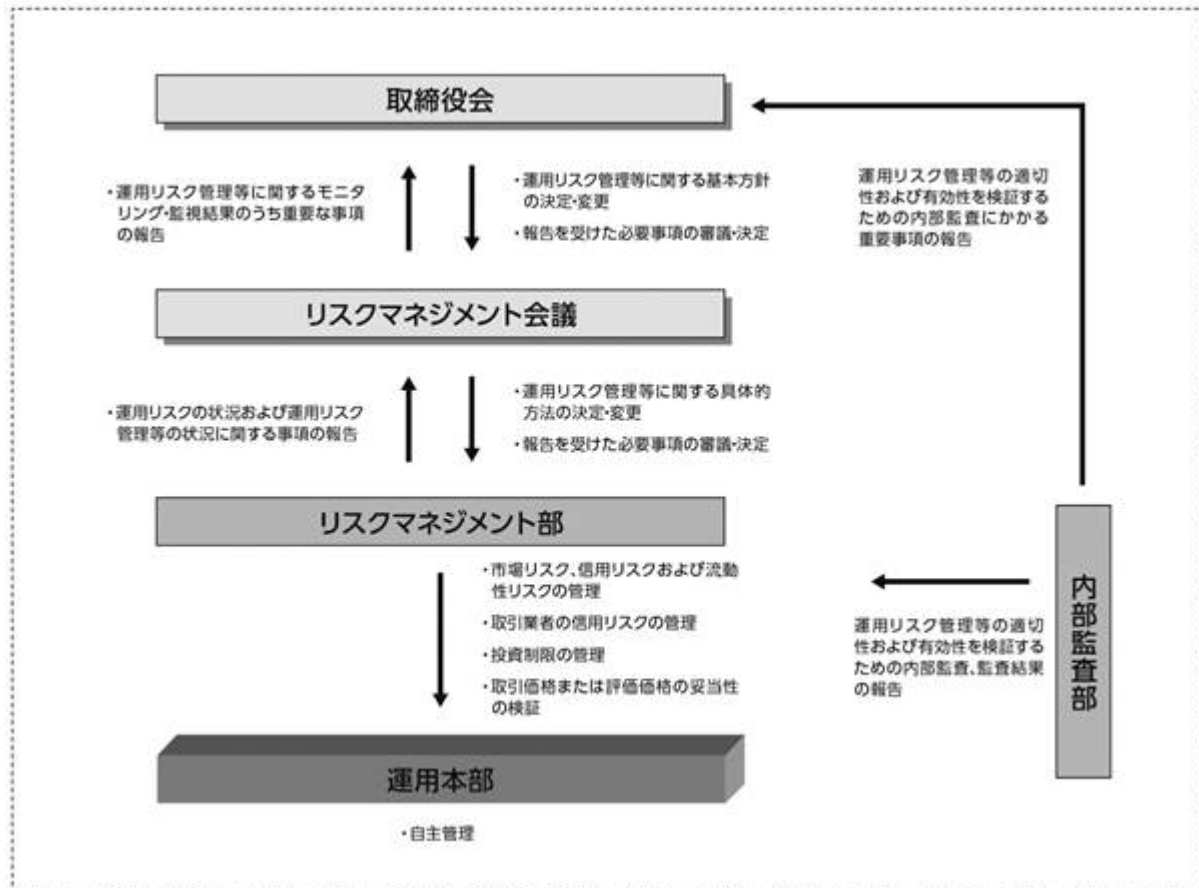 取締役会
・運用リスク管理等に関するモニタ
リング・監視結果のうち重要な事項
の報告
・運用リスク管理等に関する基本方針
の決定・変更
・報告を受けた必要事項の審議・決定
運用リスク管理等の適切
性および有効性を検証する
ための内部監査にかかる
重要事項の報告
リスクマネジメント会議
・運用リスクの状況および運用リスク
管理等の状況に関する事項の報告
・運用リスク管理等に関する具体的
方法の決定・変更
・報告を受けた必要事項の審議・決定
リスクマネジメント部
・市場リスク、信用リスクおよび流動
性リスクの管理
・取引業者の信用リスクの管理
・投資制限の管理
・取引価格または評価価格の妥当性
の検証
運用リスク管理等の適切
性および有効性を検証する
ための内部監査、監査結果
の報告
内部監査部
運用本部
・自主管理